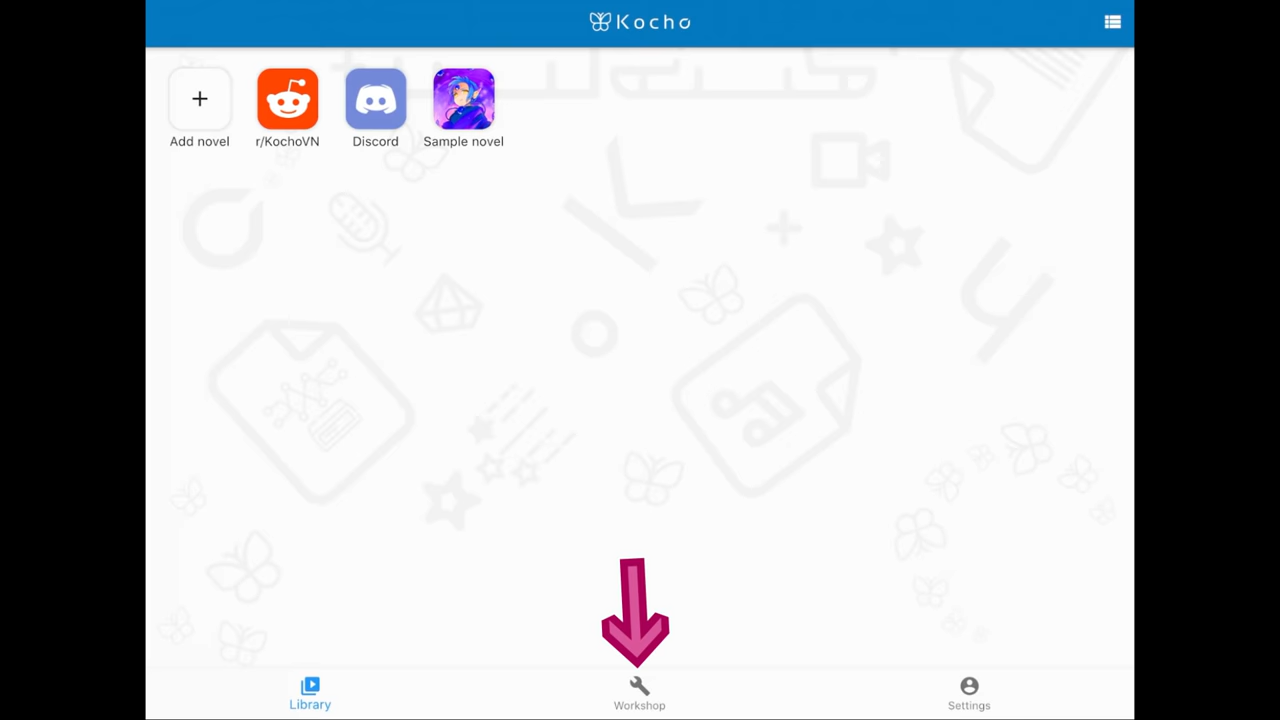 Kocho
Add novel
r/KochoVN
Discord
Sample novel
Library
Workshop
Settings